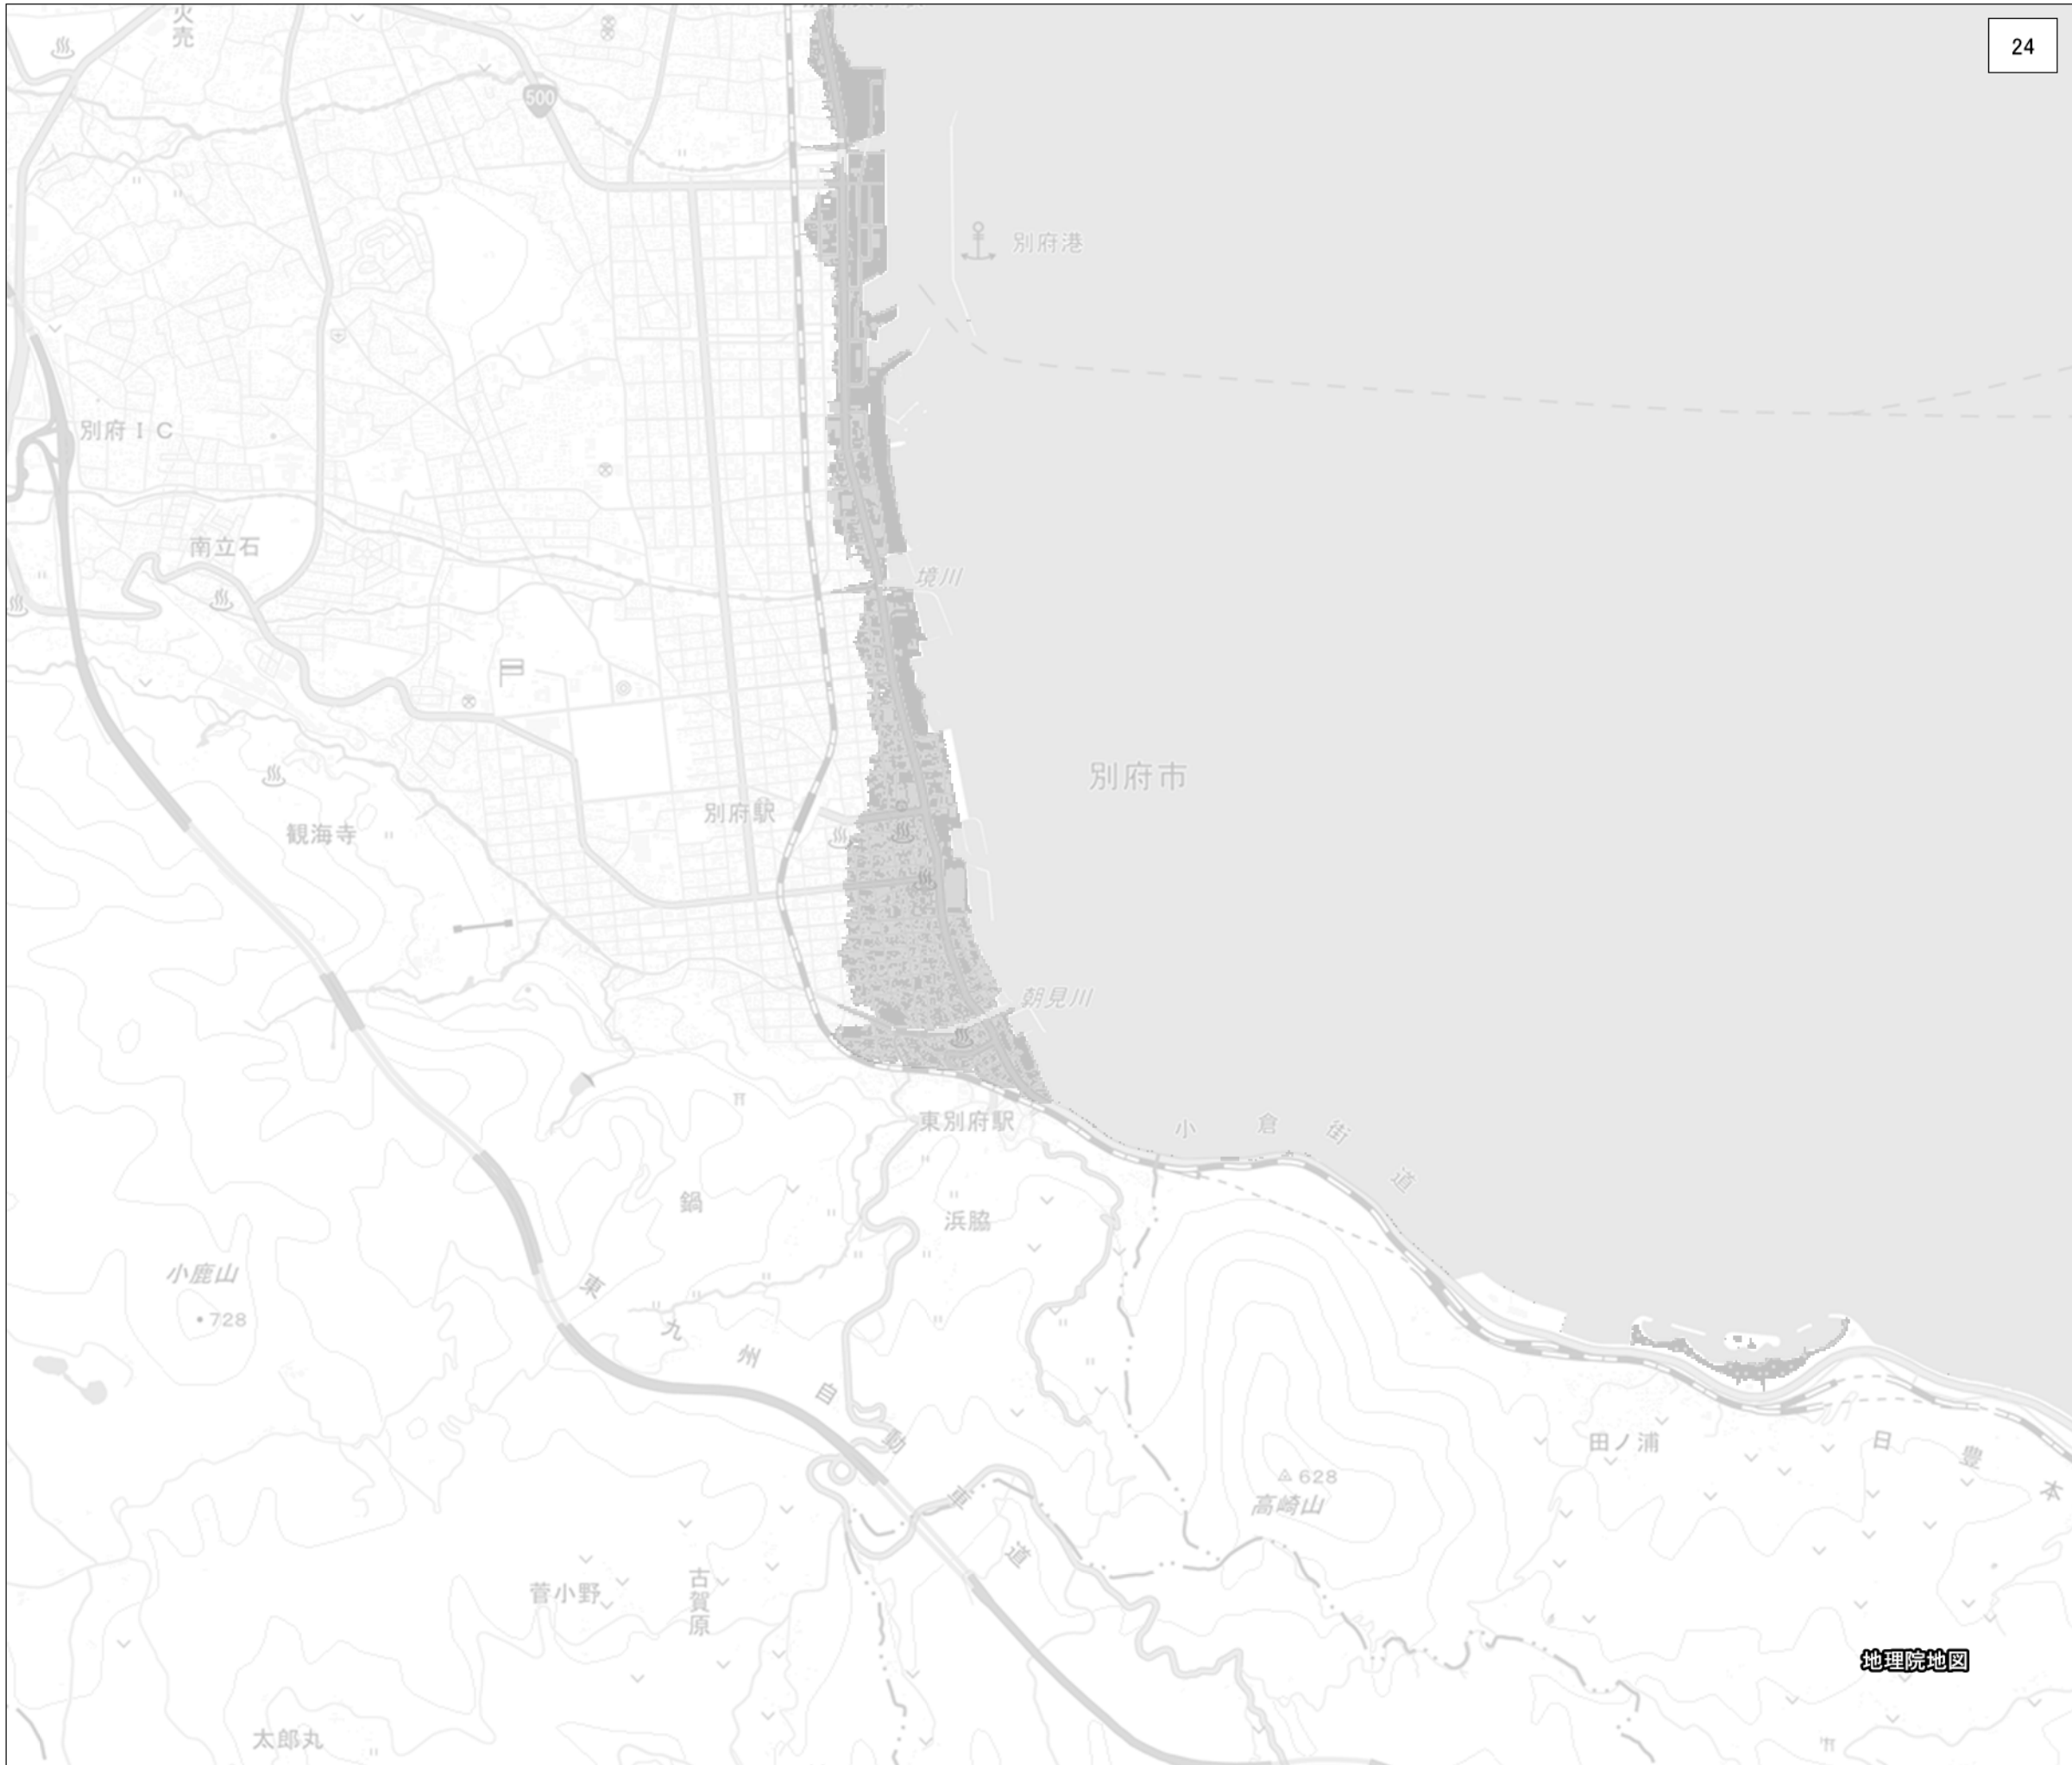 24
火売
500
別府港
別府ＩＣ
南立石
境川
別府市
別府駅
観海寺
朝見川
東別府駅
小倉街道
鍋
浜脇
小鹿山
728
東九州自動車道
田ノ浦
日豊本
628
高崎山
菅小野
古賀原
地理院地図
太郎丸